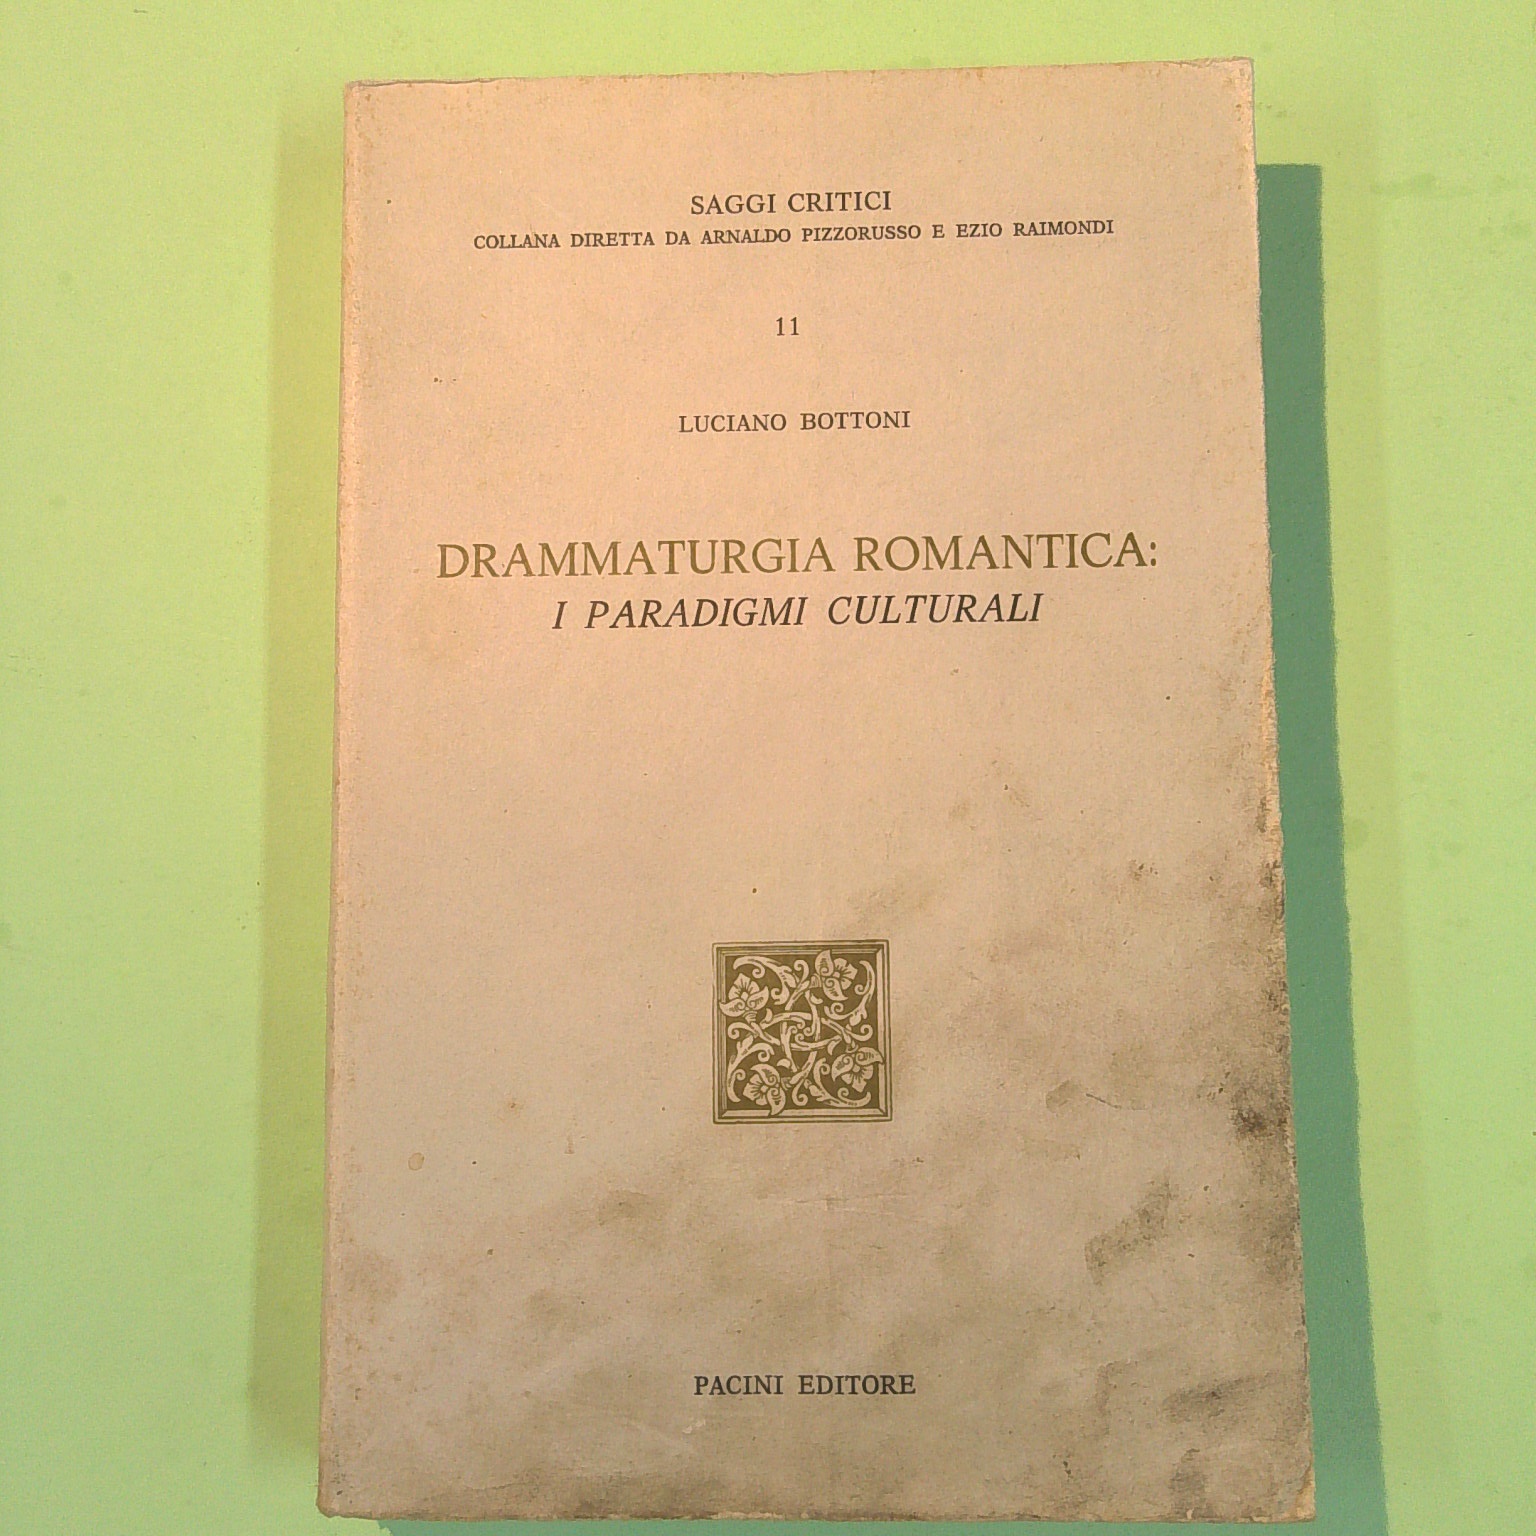 SAGGI CRITICI
COLLANA DIRETTA DA ARNALDO PIZZORUSSO E EZIO RAIMONDI
11
LUCIANO BOTTONI
DRAMMATURGIA ROMANTICA:
I PARADIGMI CULTURALI
PACINI EDITORE